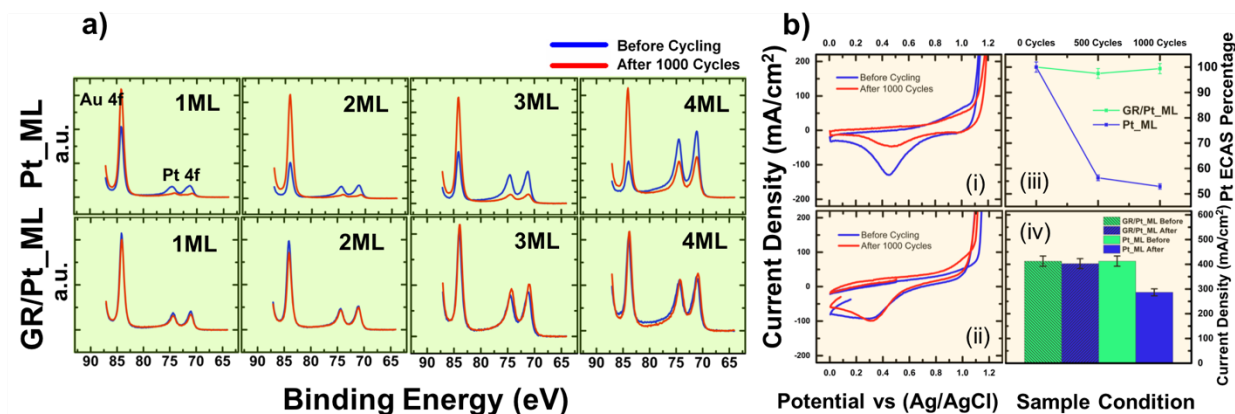 a)
Before Cycling
After 1000 Cycles
Pt_ML
a.u.
Au 4f
Pt 4f
1ML
2ML
3ML
4ML
GR/Pt_ML
a.u.
1ML
2ML
3ML
4ML
90 85 80 75 70 65
90 85 80 75 70 65
90 85 80 75 70 65
90 85 80 75 70 65
Binding Energy (eV)
b)
0.0 0.2 0.4 0.6 0.8 1.0 1.2
Current Density (mA/cm2)
200
100
0
-100
-200
Before Cycling
After 1000 Cycles
(i)
200
100
0
-100
-200
Before Cycling
After 1000 Cycles
(ii)
0.0 0.2 0.4 0.6 0.8 1.0 1.2
Potential vs (Ag/AgCl)
0 Cycles 500 Cycles 1000 Cycles
GR/Pt_ML
Pt_ML
(iii)
100
90
80
70
60
50
Pt ECAS Percentage
(iv)
GR/Pt_ML Before
GR/Pt_ML After
Pt_ML Before
Pt_ML After
600
500
400
300
200
100
0
Current Density (mA/cm2)
Sample Condition